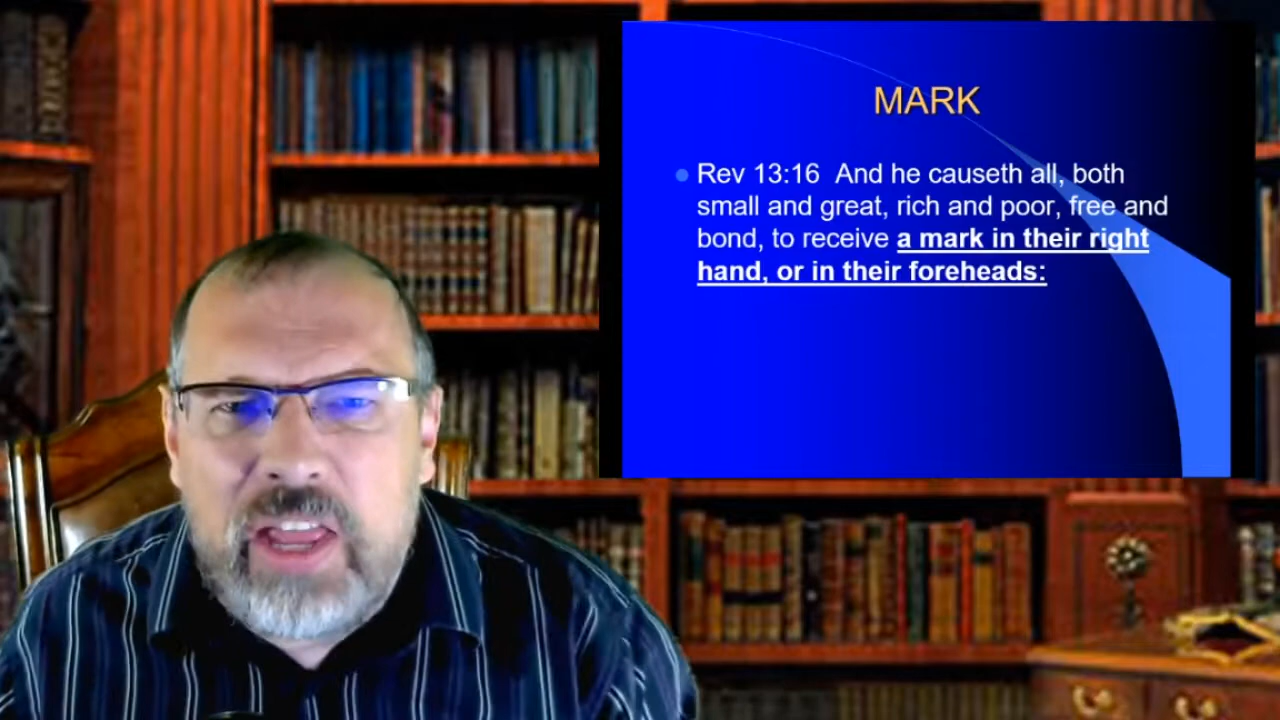 MARK
Rev 13:16 And he causeth all, both
small and great, rich and poor, free and
bond, to receive a mark in their right
hand, or in their foreheads: